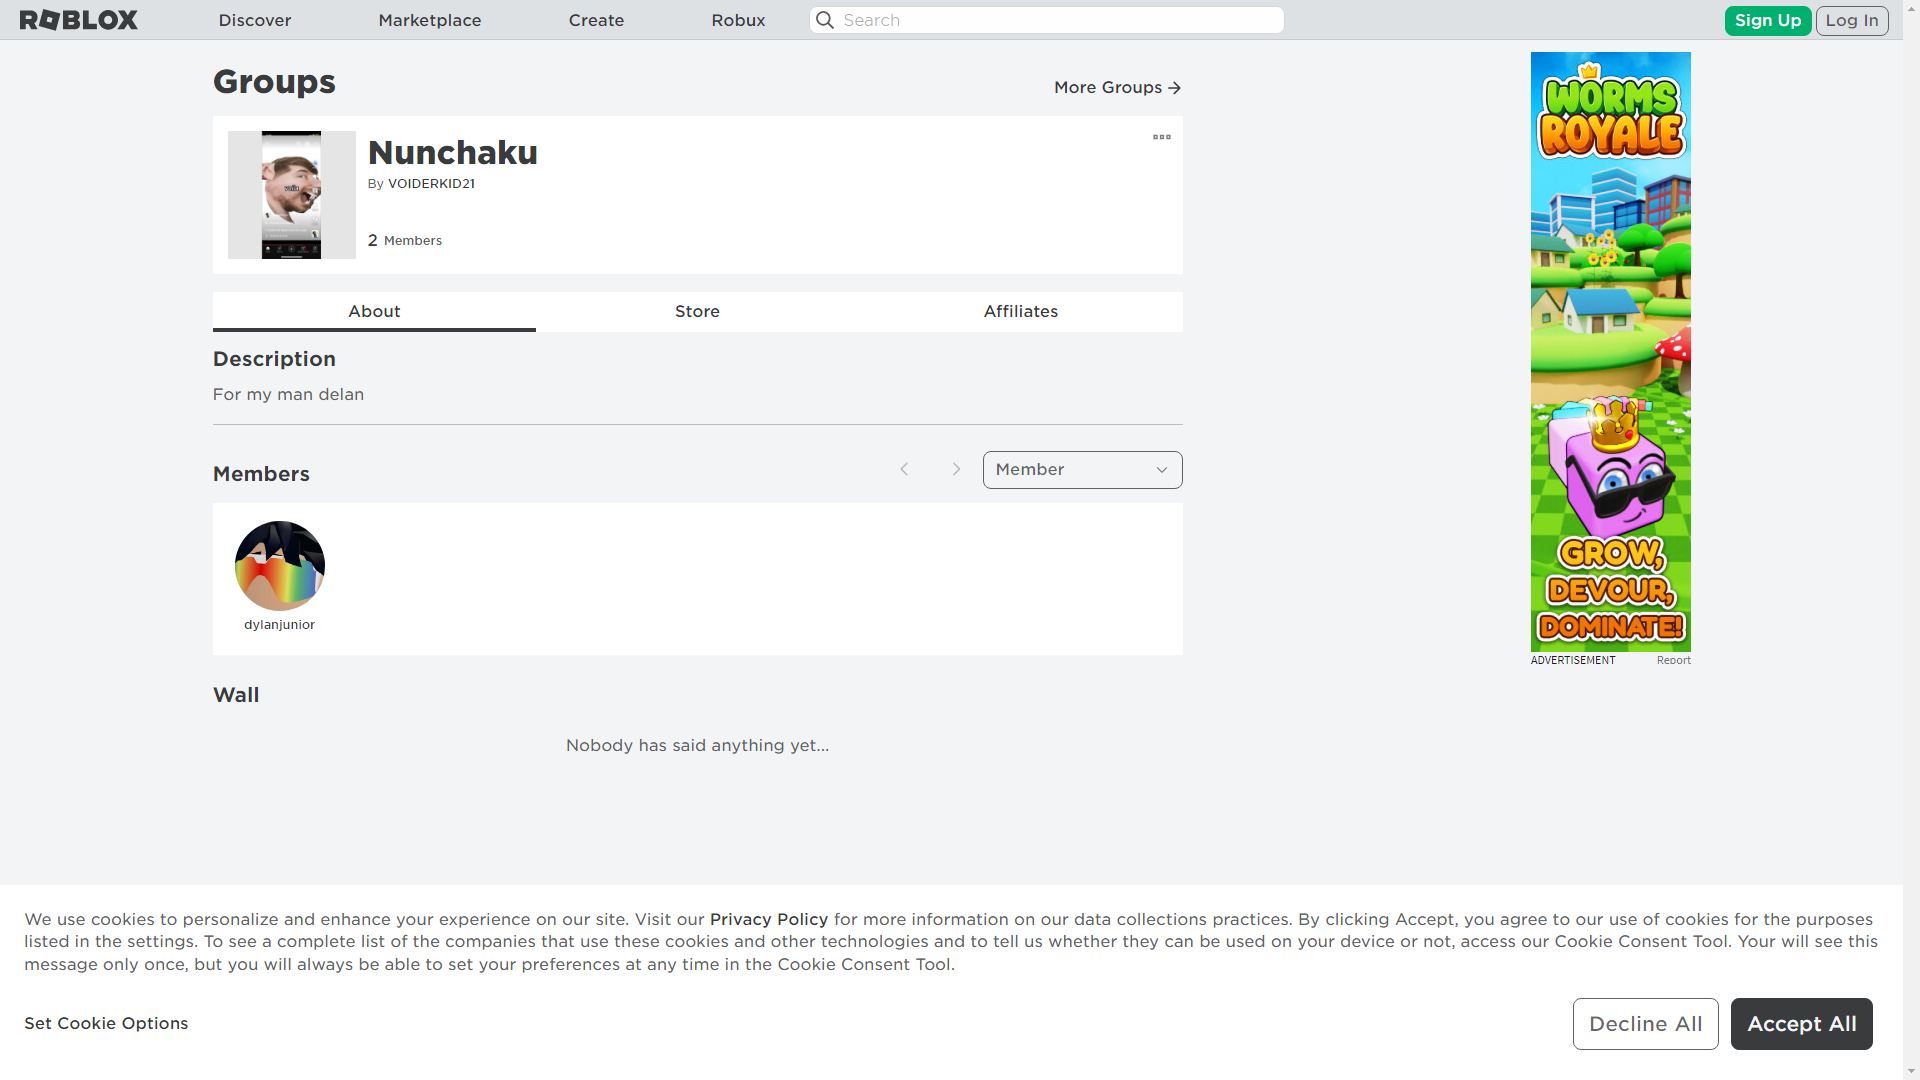 ROBLOX
Discover
Marketplace
Create
Robux
Search
Sign Up
Log In
Groups
More Groups
Nunchaku
By VOIDERKID21
2 Members
About
Store
Affiliates
Description
For my man delan
Members
Member
dylanjunior
Wall
Nobody has said anything yet...
WORMS
ROYALE
GROW,
DEVOUR,
DOMINATE!
ADVERTISEMENT
Report
We use cookies to personalize and enhance your experience on our site. Visit our Privacy Policy for more information on our data collections practices. By clicking Accept, you agree to our use of cookies for the purposes
listed in the settings. To see a complete list of the companies that use these cookies and other technologies and to tell us whether they can be used on your device or not, access our Cookie Consent Tool. Your will see this
message only once, but you will always be able to set your preferences at any time in the Cookie Consent Tool.
Set Cookie Options
Decline All
Accept All